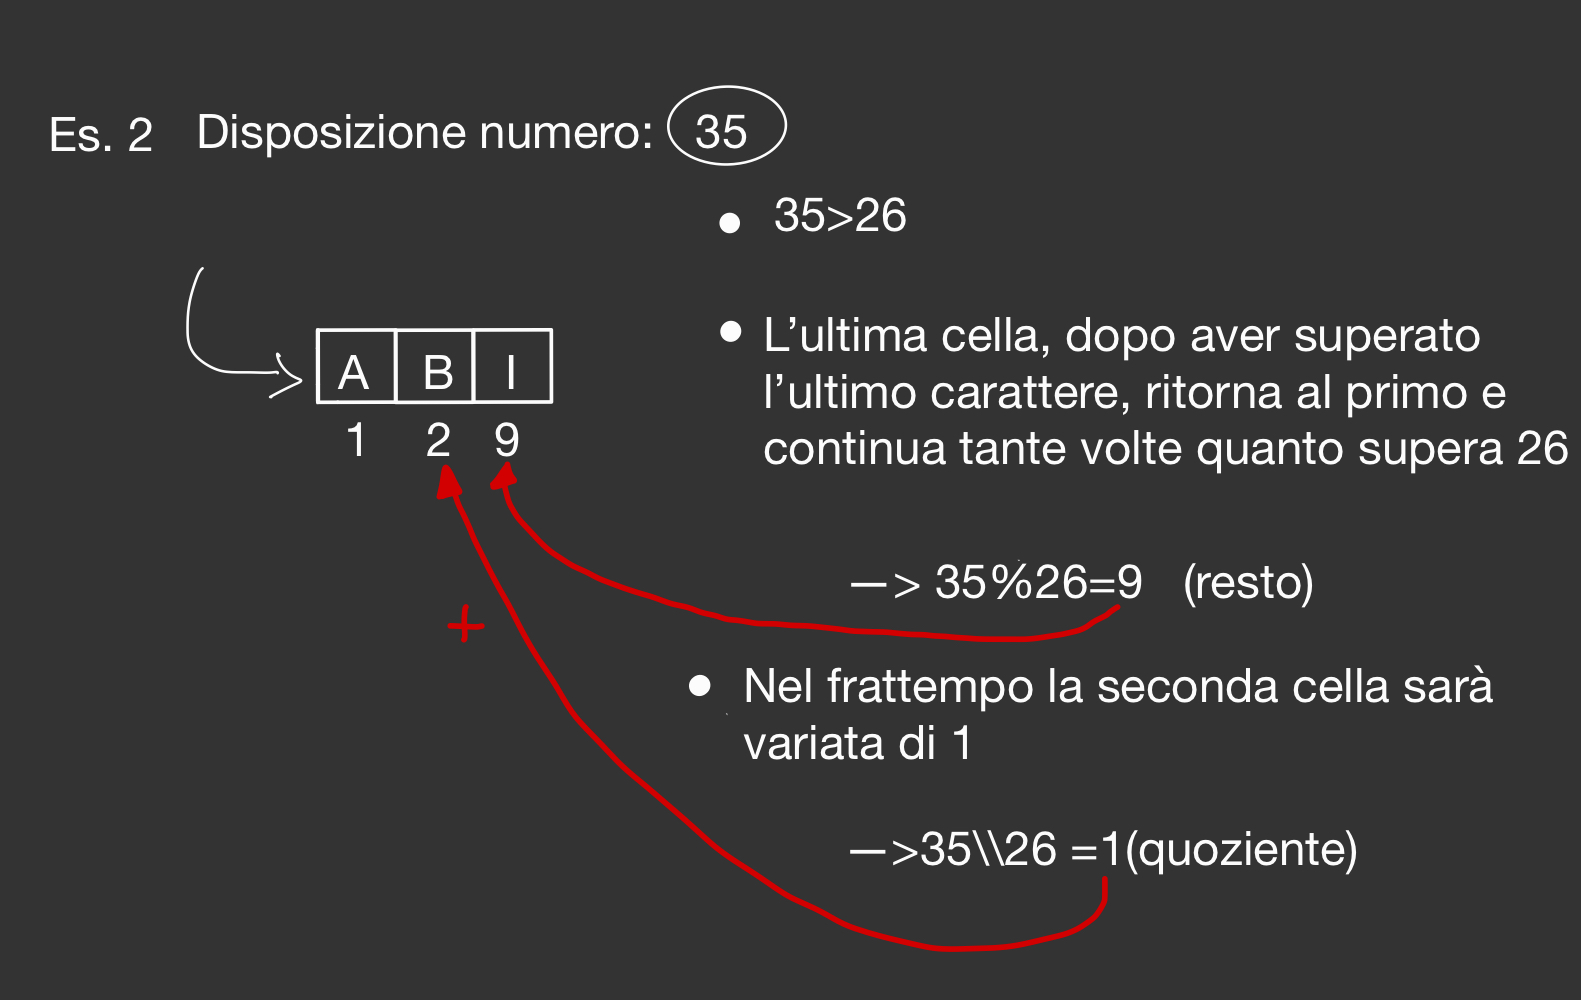 Es. 2 Disposizione numero: 35
35>26
L’ultima cella, dopo aver superato
l’ultimo carattere, ritorna al primo e
continua tante volte quanto supera 26
A B I
1 2 9
—> 35%26=9 (resto)
+
Nel frattempo la seconda cella sarà
variata di 1
—>35\\26 =1(quoziente)